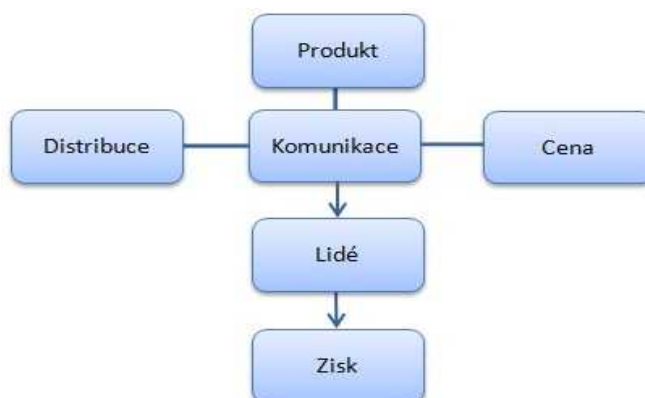 Produkt
Distribuce
Komunikace
Cena
Lidé
Zisk